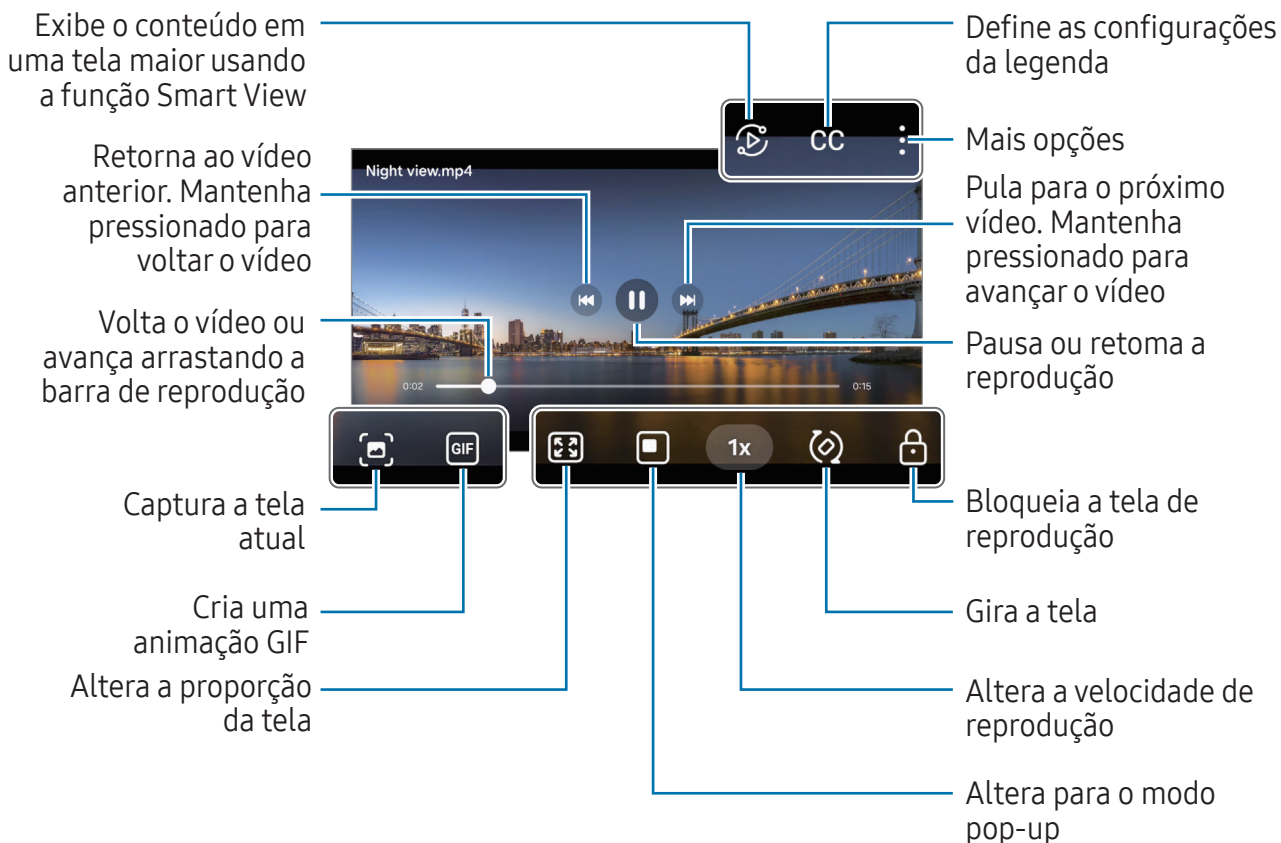 Exibe o conteúdo em
uma tela maior usando
a função Smart View
Define as configurações
da legenda
CC
Mais opções
Retorna ao vídeo
anterior. Mantenha
pressionado para
voltar o vídeo
Night view.mp4
Pula para o próximo
vídeo. Mantenha
pressionado para
avançar o vídeo
Volta o vídeo ou
avança arrastando a
barra de reprodução
Pausa ou retoma a
reprodução
0:02
0:15
GIF
1x
Captura a tela
atual
Bloqueia a tela de
reprodução
Cria uma
animação GIF
Gira a tela
Altera a proporção
da tela
Altera a velocidade de
reprodução
Altera para o modo
pop-up